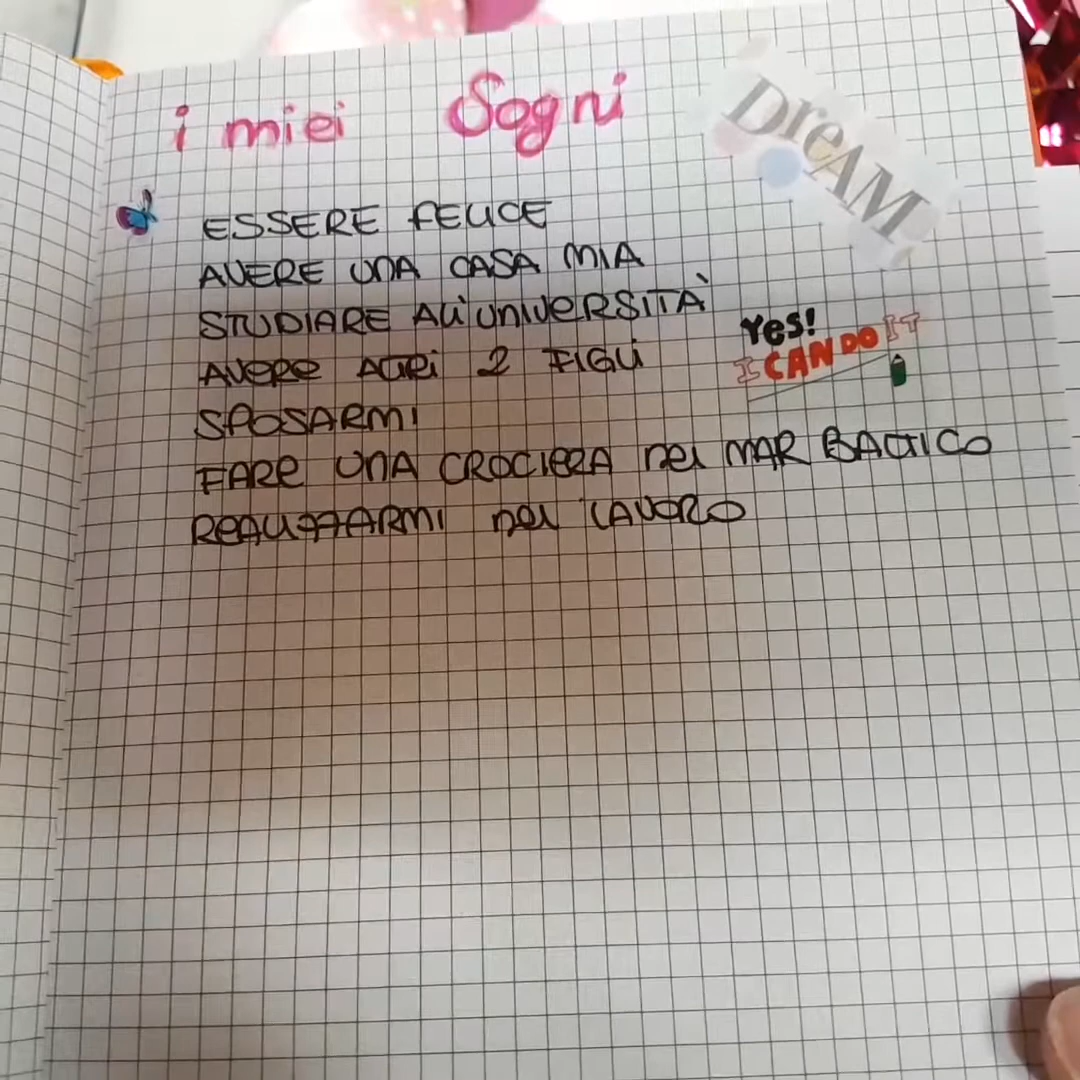 i miei Sogni
DreAM
ESSERE FELICE
AVERE UNA CASA MIA
STUDIARE ALL'UNIVERSITÀ
Yes!
I CAN DO IT
AVERE ALTRI 2 FIGLI
SPOSARMI
FARE UNA CROCIERA NEL MAR BALTICO
REALIZZARMI NEL LAVORO